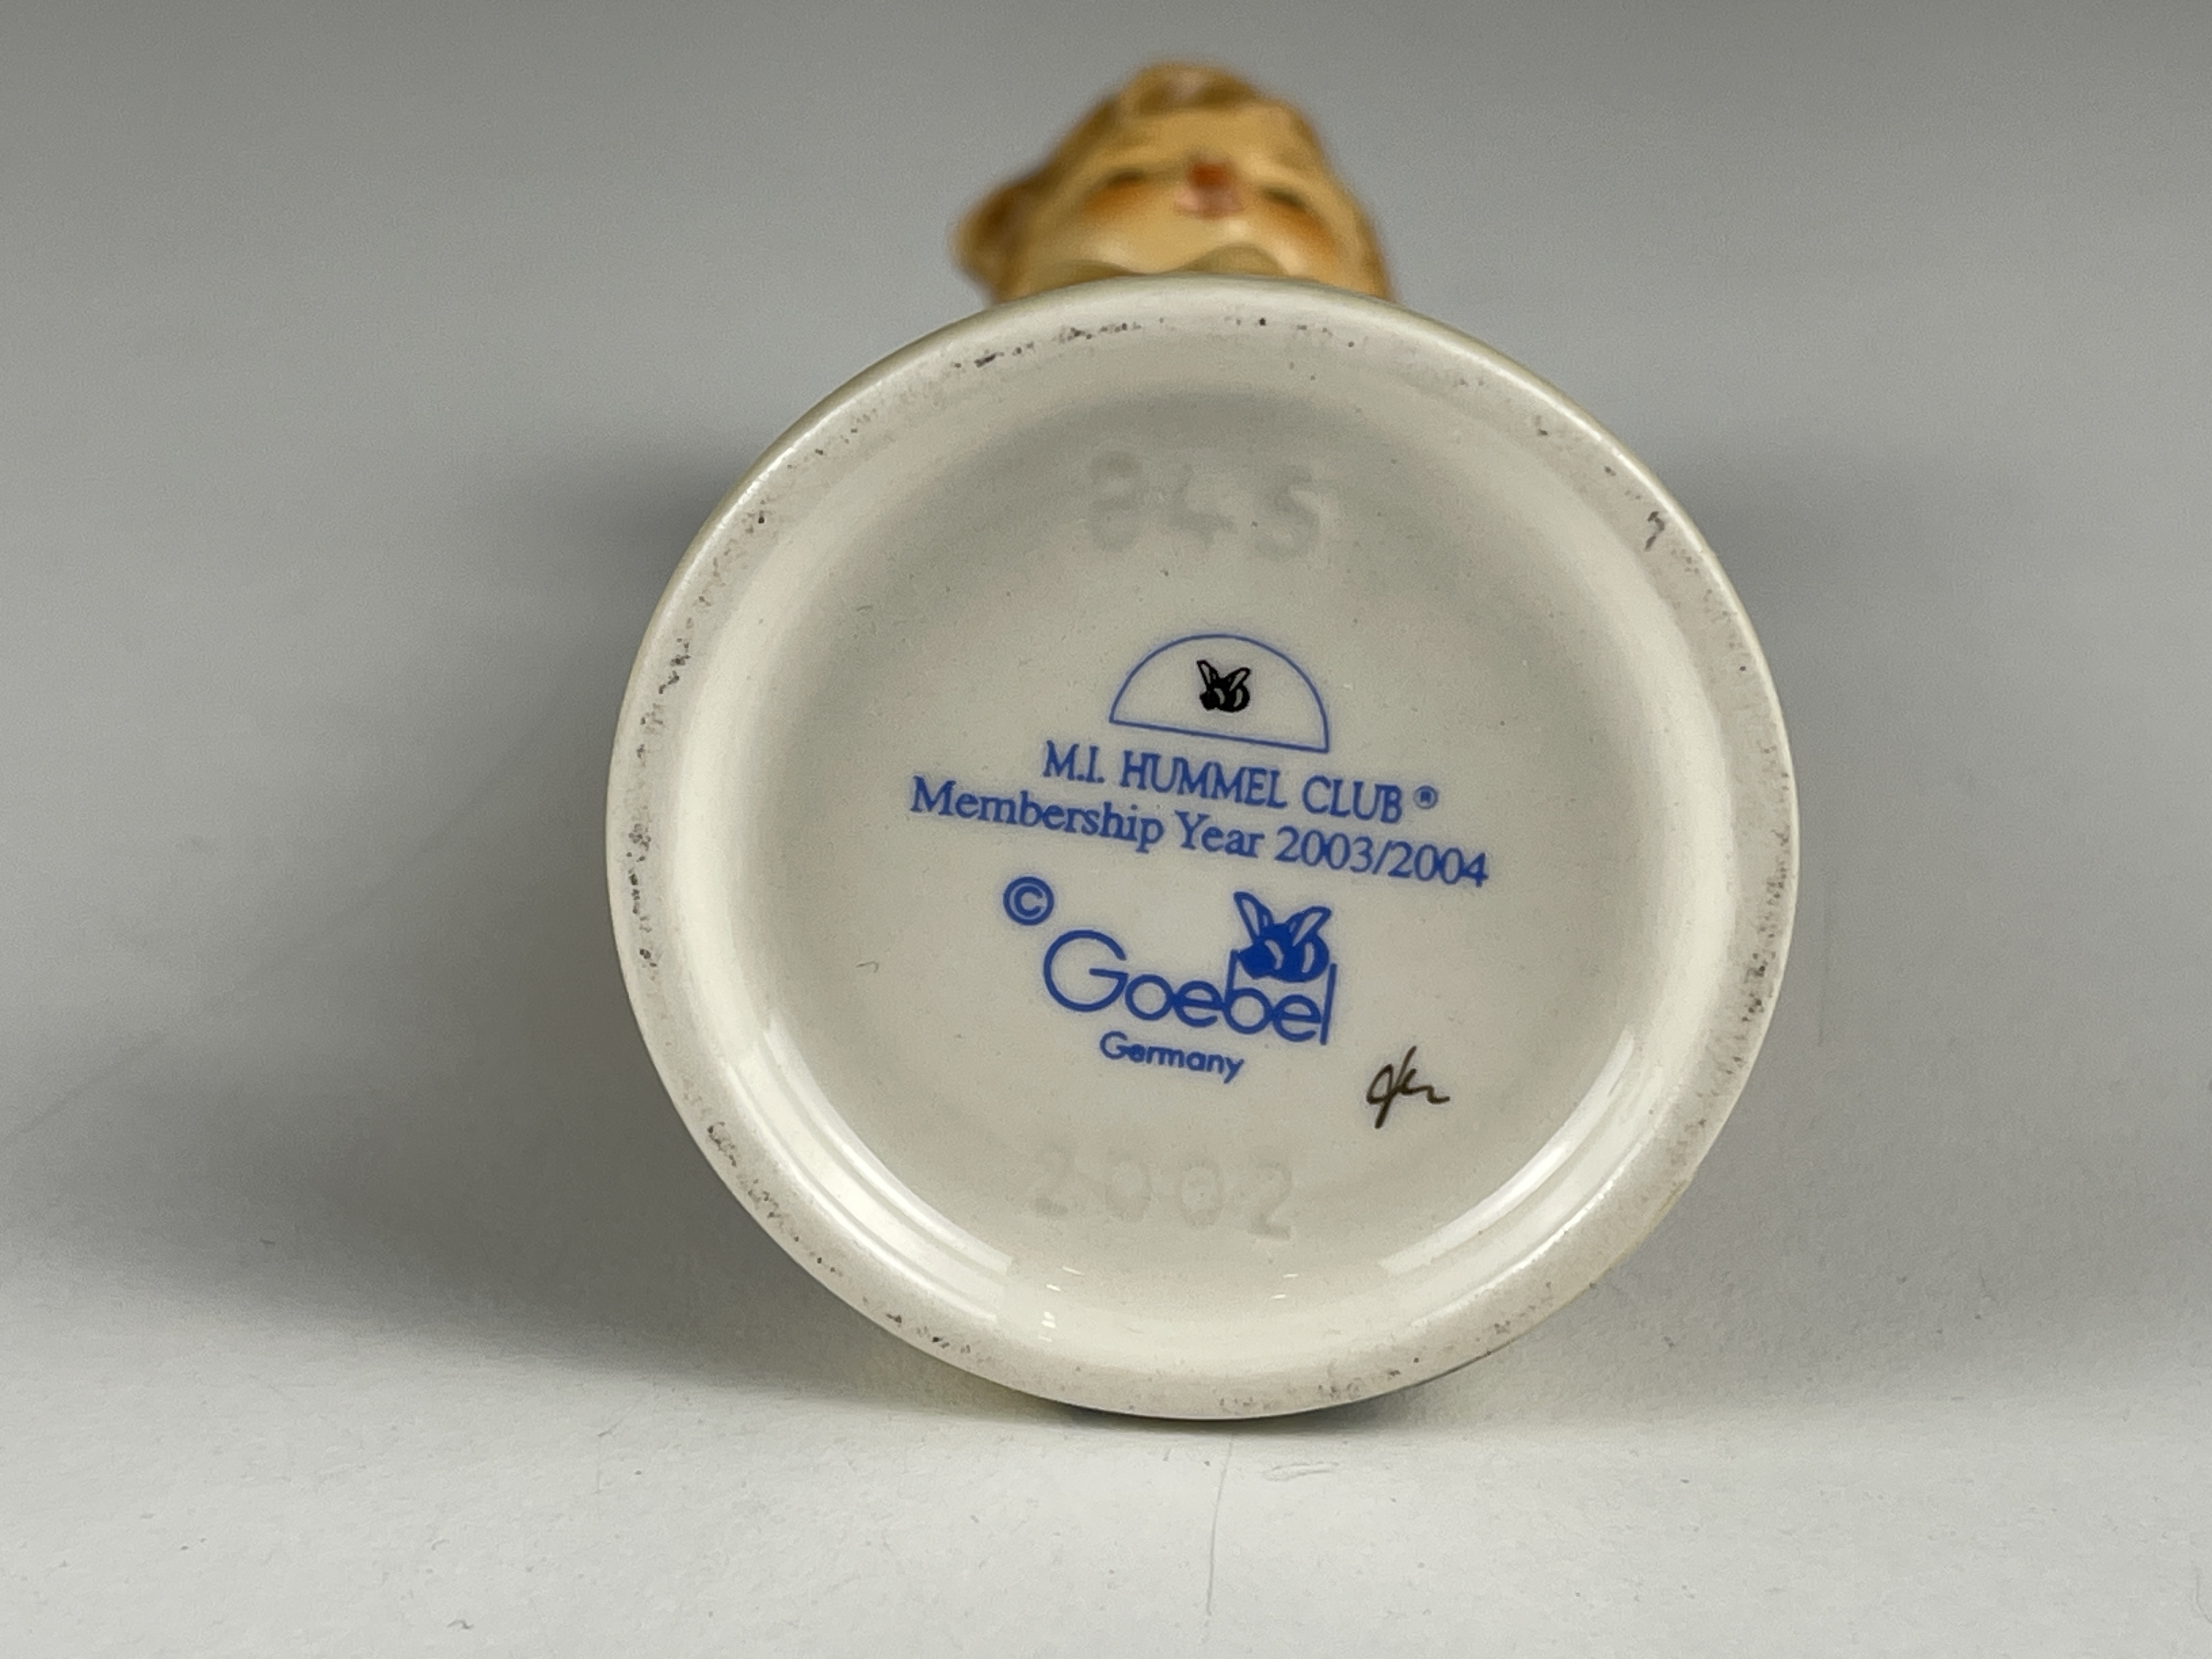 845
M.I. HUMMEL CLUB ®
Membership Year 2003/2004
© Goebel
Germany
2002